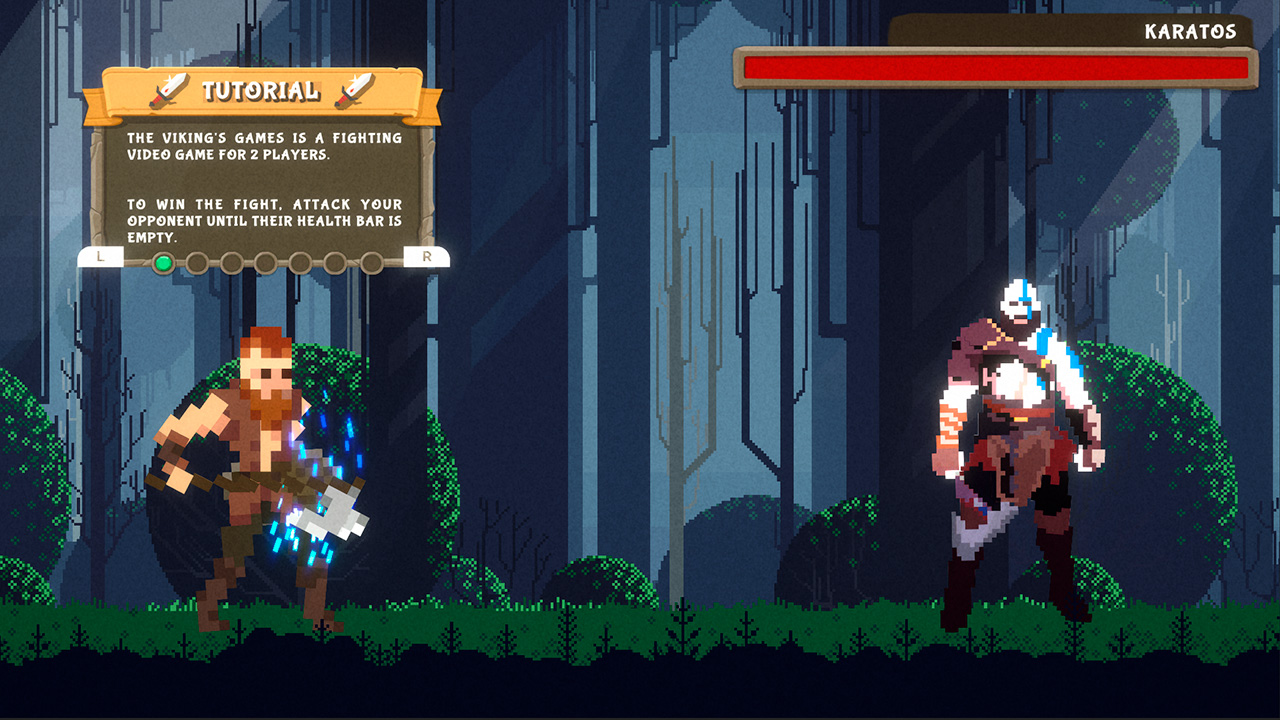 KARATOS
TUTORIAL
THE VIKING'S GAMES IS A FIGHTING
VIDEO GAME FOR 2 PLAYERS.
TO WIN THE FIGHT, ATTACK YOUR
OPPONENT UNTIL THEIR HEALTH BAR IS
EMPTY.
L
R